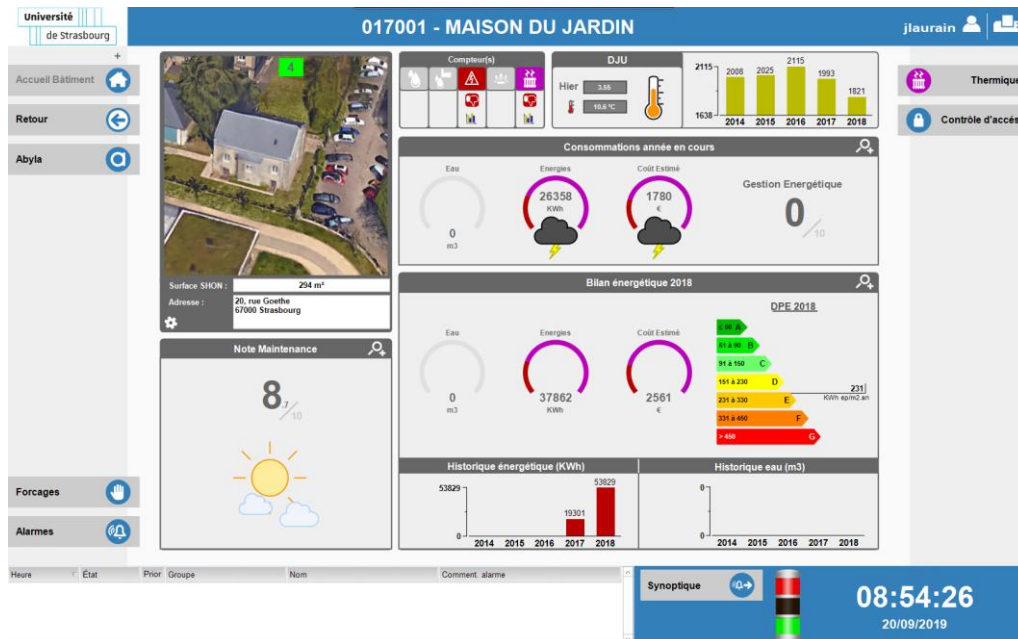 Université
de Strasbourg
017001 - MAISON DU JARDIN
jlaurain
+
Accueil Bâtiment
Retour
Abyla
Forcages
Alarmes
4
Surface SHON :
294 m²
Adresse :
20, rue Goethe
67000 Strasbourg
Note Maintenance
8,7
/10
Compteur(s)
DJU
Hier
3.55
10.6 °C
2115
1638
2008
2025
2115
1993
1821
2014 2015 2016 2017 2018
Consommations année en cours
Eau
0
m3
Energies
26358
KWh
Coût Estimé
1780
€
Gestion Energétique
0
/10
Bilan énergétique 2018
Eau
0
m3
Energies
37862
KWh
Coût Estimé
2561
€
DPE 2018
≤ 50 A
51 à 90 B
91 à 150 C
151 à 230 D
231 à 330 E
331 à 450 F
> 450 G
231
KWh ep/m2.an
Historique énergétique (KWh)
53829
0
19301
53829
2014 2015 2016 2017 2018
Historique eau (m3)
0
0
2014 2015 2016 2017 2018
Thermique
Contrôle d'accés
Heure
État
Prior
Groupe
Nom
Comment. alarme
Synoptique
08:54:26
20/09/2019